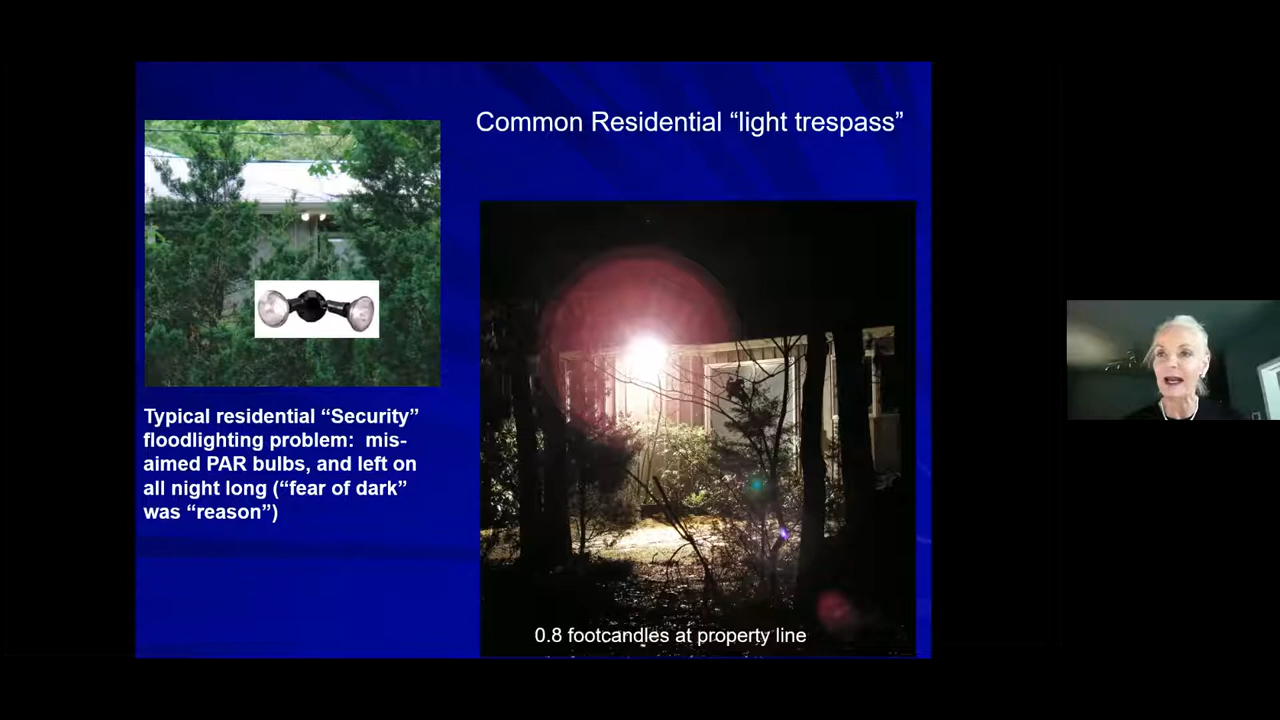 Common Residential “light trespass”
Typical residential “Security”
floodlighting problem:  mis-
aimed PAR bulbs, and left on
all night long (“fear of dark”
was “reason”)
0.8 footcandles at property line